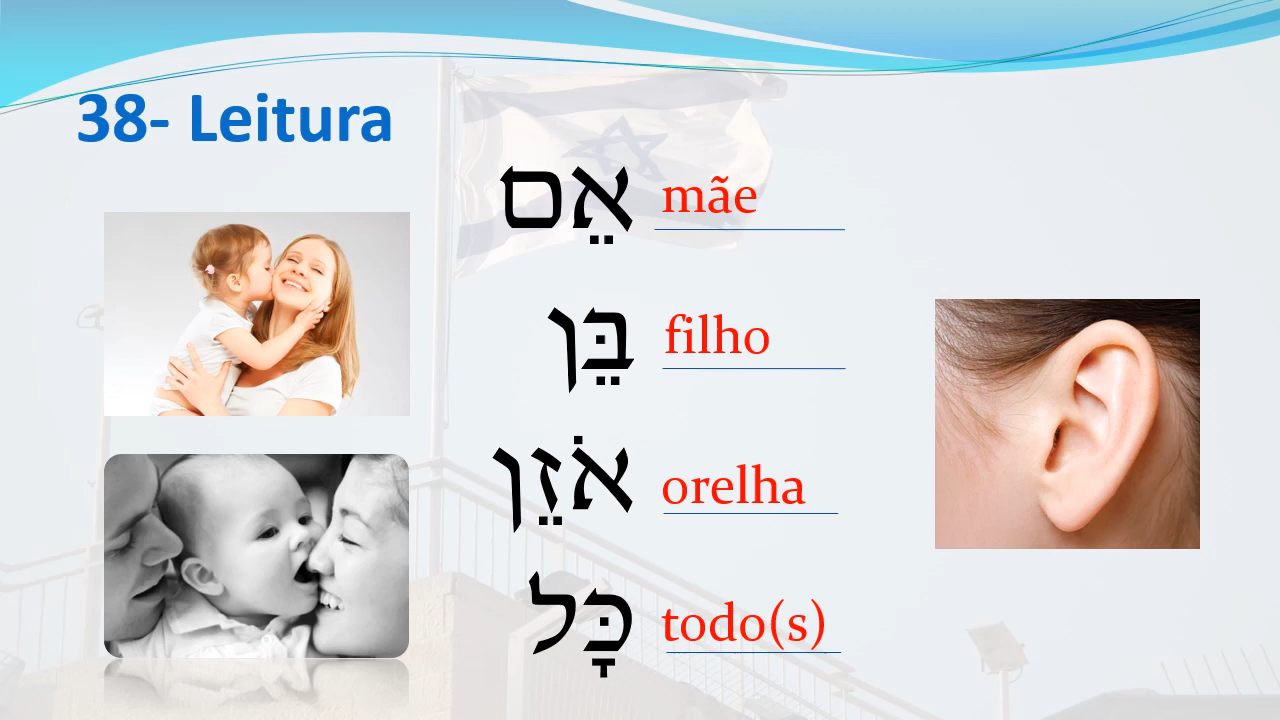 38- Leitura
אֵם mãe
בֵּן filho
אֹזֵן orelha
כָּל todo(s)